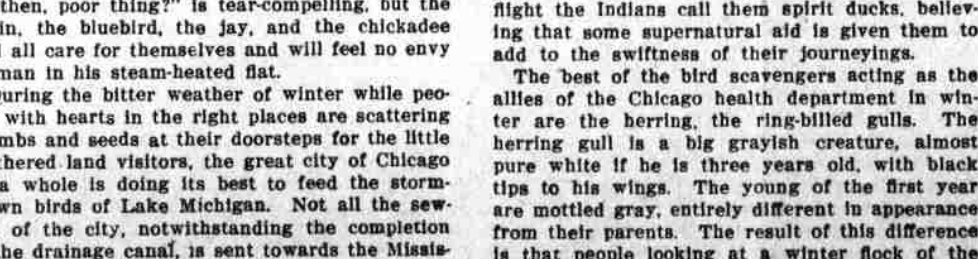 then, poor thing?" is tear-compelling, but the
in, the bluebird, the jay, and the chickadee
all care for themselves and will feel no envy
man in his steam-heated flat.
uring the bitter weather of winter while peo-
with hearts in the right places are scattering
mbs and seeds at their doorsteps for the little
thered land visitors, the great city of Chicago
a whole is doing its best to feed the storm-
wn birds of Lake Michigan. Not all the sew-
of the city, notwithstanding the completion
he drainage canal, is sent towards the Missis-
flight the Indians call them spirit ducks, believ-
ing that some supernatural aid is given them to
add to the swiftness of their journeyings.
The best of the bird scavengers acting as the
allies of the Chicago health department in win-
ter are the herring, the ring-billed gulls. The
herring gull is a big grayish creature, almost
pure white if he is three years old, with black
tips to his wings. The young of the first year
are mottled gray, entirely different in appearance
from their parents. The result of this difference
is that people looking at a winter flock of the